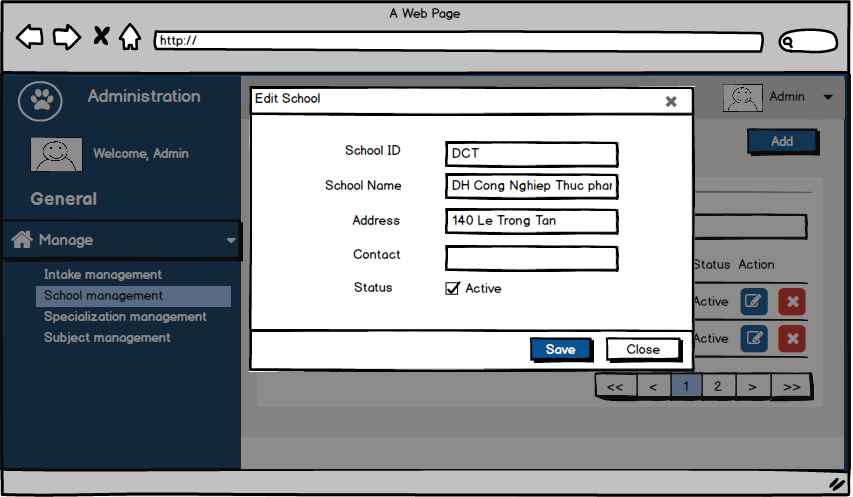 A Web Page
http://
Administration
Welcome, Admin
General
Manage
Intake management
School management
Specialization management
Subject management
Admin
Add
Edit School
School ID
DCT
School Name
DH Cong Nghiep Thuc phar
Address
140 Le Trong Tan
Contact
Status
Active
Save
Close
Status Action
Active
Active
<< < 1 2 > >>